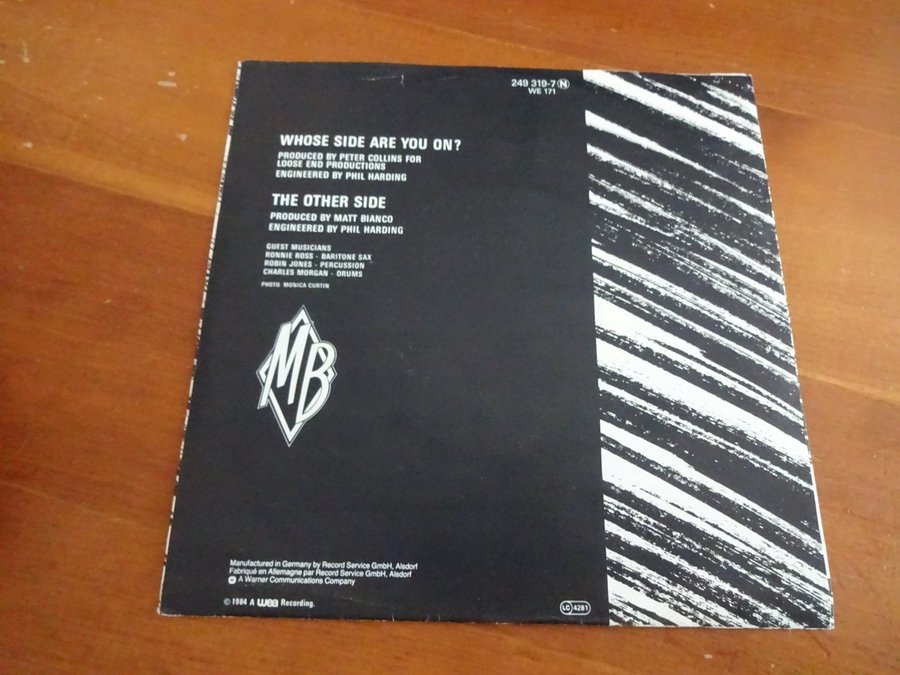 249 319-7 N
WE 171
WHOSE SIDE ARE YOU ON?
PRODUCED BY PETER COLLINS FOR
LOOSE END PRODUCTIONS
ENGINEERED BY PHIL HARDING
THE OTHER SIDE
PRODUCED BY MATT BIANCO
ENGINEERED BY PHIL HARDING
GUEST MUSICIANS
RONNIE ROSS - BARITONE SAX
ROBIN JONES - PERCUSSION
CHARLES MORGAN - DRUMS
PHOTO MONICA CURTIN
MB
Manufactured in Germany by Record Service GmbH, Alsdorf
Fabriqué en Allemagne par Record Service GmbH, Alsdorf
A Warner Communications Company
© 1984 A wea Recording.
LC 4281